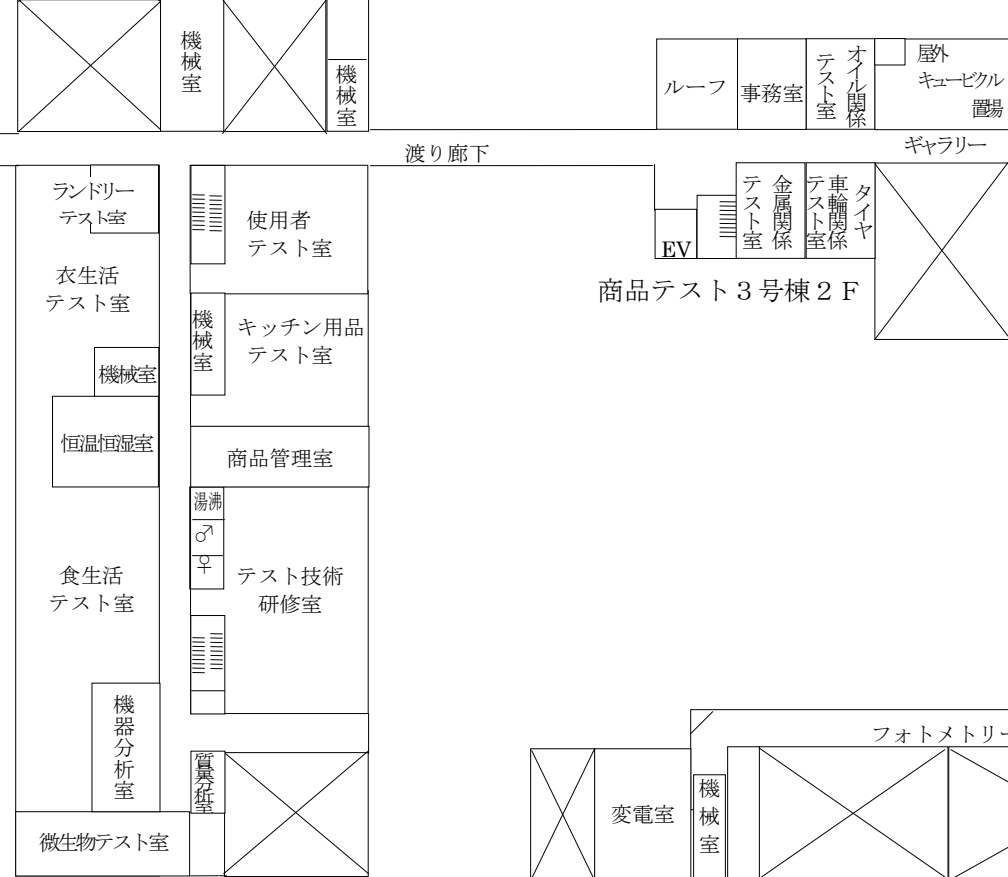 機械室
機械室
ルーフ
事務室
オイル関係
テスト室
屋外
キュービクル
置場
渡り廊下
ギャラリー
ランドリー
テスト室
使用者
テスト室
金属関係
テスト室
タイヤ
車輪関係
テスト室
EV
衣生活
テスト室
商品テスト3号棟2F
機械室
キッチン用品
テスト室
機械室
恒温恒湿室
商品管理室
湯沸
♂
♀
食生活
テスト室
テスト技術
研修室
機器分析室
質量分析室
フォトメトリー
変電室
機械室
微生物テスト室